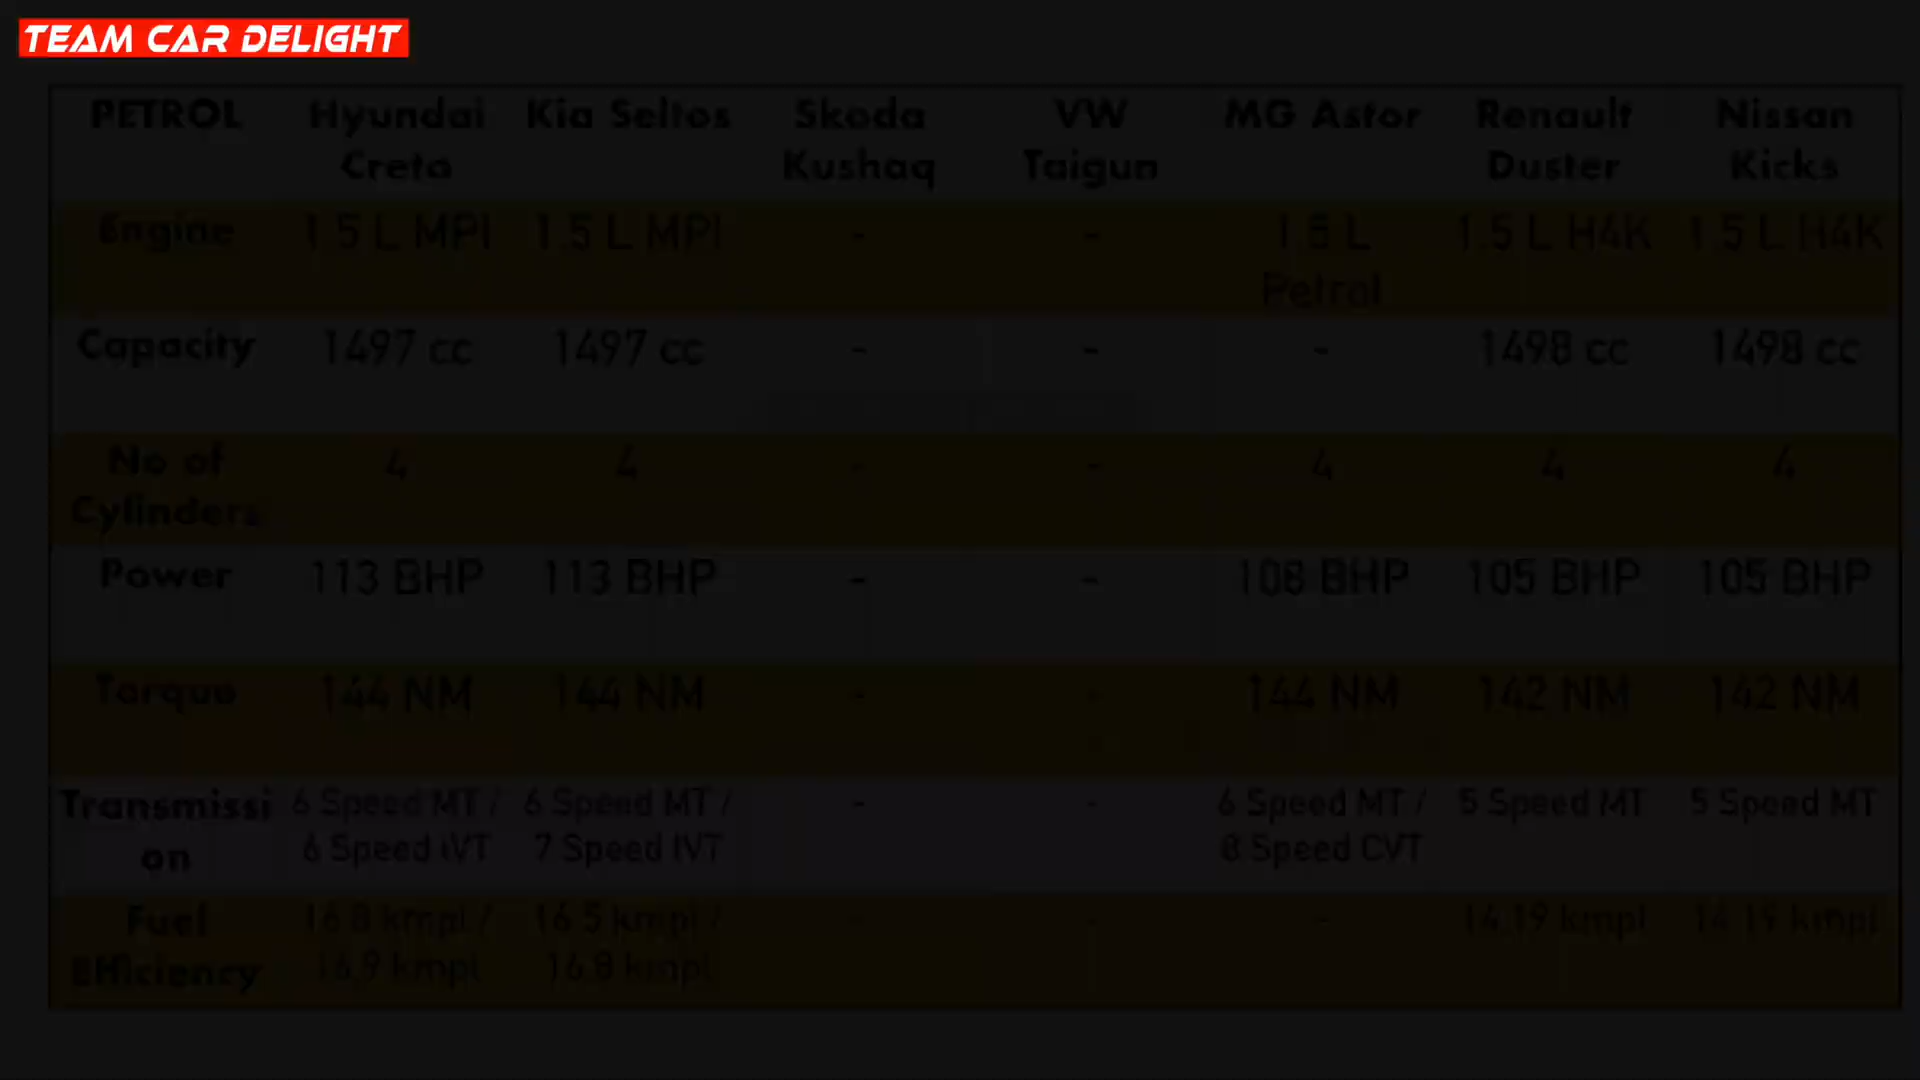 TEAM CAR DELIGHT
PETROL Hyundai Creta Kia Seltos Skoda Kushaq VW Taigun MG Astor Renault Duster Nissan Kicks
Engine 1.5 L MPI 1.5 L MPI - - 1.5 L Petrol 1.5 L H4K 1.5 L H4K
Capacity 1497 cc 1497 cc - - - 1498 cc 1498 cc
No of Cylinders 4 4 - - 4 4 4
Power 113 BHP 113 BHP - - 108 BHP 105 BHP 105 BHP
Torque 144 NM 144 NM - - 144 NM 142 NM 142 NM
Transmission 6 Speed MT / 6 Speed IVT 6 Speed MT / 7 Speed IVT - - 6 Speed MT / 8 Speed CVT 5 Speed MT 5 Speed MT
Fuel Efficiency 16.8 kmpl / 16.9 kmpl 16.5 kmpl / 16.8 kmpl - - - 14.19 kmpl 14.19 kmpl